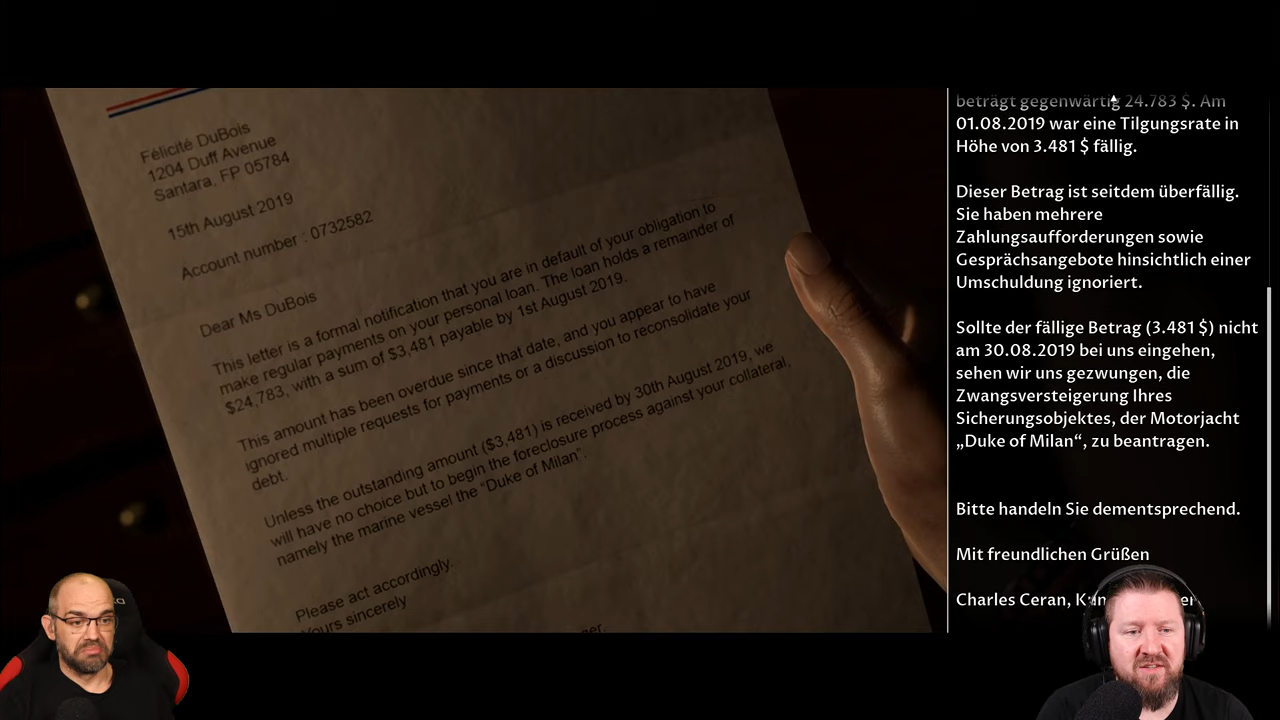 Félicité DuBois
1204 Duff Avenue
Santara, FP 05784
15th August 2019
Account number : 0732582
Dear Ms DuBois
This letter is a formal notification that you are in default of your obligation to
make regular payments on your personal loan. The loan holds a remainder of
$24,783, with a sum of $3,481 payable by 1st August 2019.
This amount has been overdue since that date, and you appear to have
ignored multiple requests for payments or a discussion to reconsolidate your
debt.
Unless the outstanding amount ($3,481) is received by 30th August 2019, we
will have no choice but to begin the foreclosure process against your collateral,
namely the marine vessel the "Duke of Milan".
Please act accordingly.
Yours sincerely
beträgt gegenwärtig 24.783 $. Am
01.08.2019 war eine Tilgungsrate in
Höhe von 3.481 $ fällig.
Dieser Betrag ist seitdem überfällig.
Sie haben mehrere
Zahlungsaufforderungen sowie
Gesprächsangebote hinsichtlich einer
Umschuldung ignoriert.
Sollte der fällige Betrag (3.481 $) nicht
am 30.08.2019 bei uns eingehen,
sehen wir uns gezwungen, die
Zwangsversteigerung Ihres
Sicherungsobjektes, der Motorjacht
„Duke of Milan“, zu beantragen.
Bitte handeln Sie dementsprechend.
Mit freundlichen Grüßen
Charles Ceran,